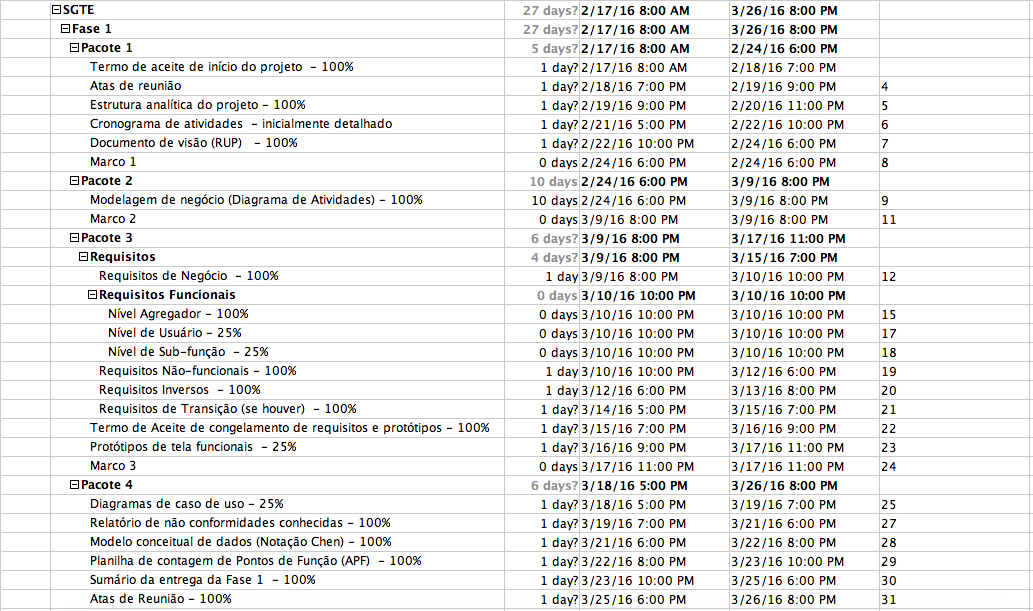 SGTE 27 days? 2/17/16 8:00 AM 3/26/16 8:00 PM
Fase 1 27 days? 2/17/16 8:00 AM 3/26/16 8:00 PM
Pacote 1 5 days? 2/17/16 8:00 AM 2/24/16 6:00 PM
Termo de aceite de início do projeto – 100% 1 day? 2/17/16 8:00 AM 2/18/16 7:00 PM
Atas de reunião 1 day? 2/18/16 7:00 PM 2/19/16 9:00 PM 4
Estrutura analítica do projeto – 100% 1 day? 2/19/16 9:00 PM 2/20/16 11:00 PM 5
Cronograma de atividades – inicialmente detalhado 1 day? 2/21/16 5:00 PM 2/22/16 10:00 PM 6
Documento de visão (RUP) – 100% 1 day? 2/22/16 10:00 PM 2/24/16 6:00 PM 7
Marco 1 0 days 2/24/16 6:00 PM 2/24/16 6:00 PM 8
Pacote 2 10 days 2/24/16 6:00 PM 3/9/16 8:00 PM
Modelagem de negócio (Diagrama de Atividades) – 100% 10 days 2/24/16 6:00 PM 3/9/16 8:00 PM 9
Marco 2 0 days 3/9/16 8:00 PM 3/9/16 8:00 PM 11
Pacote 3 6 days? 3/9/16 8:00 PM 3/17/16 11:00 PM
Requisitos 4 days? 3/9/16 8:00 PM 3/15/16 7:00 PM
Requisitos de Negócio – 100% 1 day 3/9/16 8:00 PM 3/10/16 10:00 PM 12
Requisitos Funcionais 0 days 3/10/16 10:00 PM 3/10/16 10:00 PM
Nível Agregador – 100% 0 days 3/10/16 10:00 PM 3/10/16 10:00 PM 15
Nível de Usuário – 25% 0 days 3/10/16 10:00 PM 3/10/16 10:00 PM 17
Nível de Sub-função – 25% 0 days 3/10/16 10:00 PM 3/10/16 10:00 PM 18
Requisitos Não-funcionais – 100% 1 day 3/10/16 10:00 PM 3/12/16 6:00 PM 19
Requisitos Inversos – 100% 1 day 3/12/16 6:00 PM 3/13/16 8:00 PM 20
Requisitos de Transição (se houver) – 100% 1 day? 3/14/16 5:00 PM 3/15/16 7:00 PM 21
Termo de Aceite de congelamento de requisitos e protótipos – 100% 1 day? 3/15/16 7:00 PM 3/16/16 9:00 PM 22
Protótipos de tela funcionais – 25% 1 day? 3/16/16 9:00 PM 3/17/16 11:00 PM 23
Marco 3 0 days 3/17/16 11:00 PM 3/17/16 11:00 PM 24
Pacote 4 6 days? 3/18/16 5:00 PM 3/26/16 8:00 PM
Diagramas de caso de uso – 25% 1 day? 3/18/16 5:00 PM 3/19/16 7:00 PM 25
Relatório de não conformidades conhecidas – 100% 1 day? 3/19/16 7:00 PM 3/21/16 6:00 PM 27
Modelo conceitual de dados (Notação Chen) – 100% 1 day? 3/21/16 6:00 PM 3/22/16 8:00 PM 28
Planilha de contagem de Pontos de Função (APF) – 100% 1 day? 3/22/16 8:00 PM 3/23/16 10:00 PM 29
Sumário da entrega da Fase 1 – 100% 1 day? 3/23/16 10:00 PM 3/25/16 6:00 PM 30
Atas de Reunião – 100% 1 day? 3/25/16 6:00 PM 3/26/16 8:00 PM 31